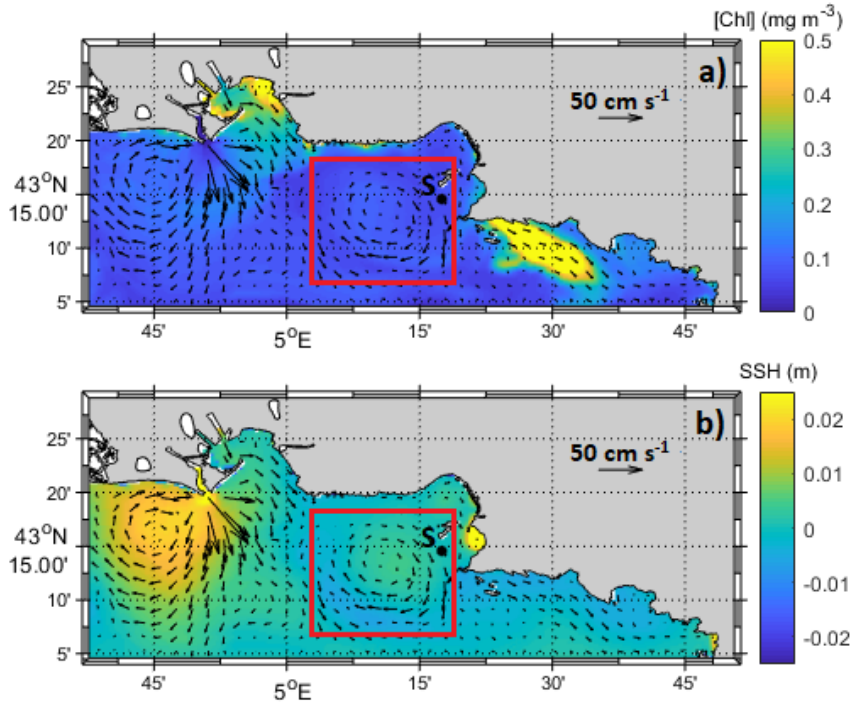 [Chl] (mg m⁻³)
a)
0.5
0.4
0.3
0.2
0.1
0
50 cm s⁻¹
S
25'
20'
43°N
15.00'
10'
5'
45'
5°E
15'
30'
45'
SSH (m)
b)
0.02
0.01
0
-0.01
-0.02
50 cm s⁻¹
S
25'
20'
43°N
15.00'
10'
5'
45'
5°E
15'
30'
45'